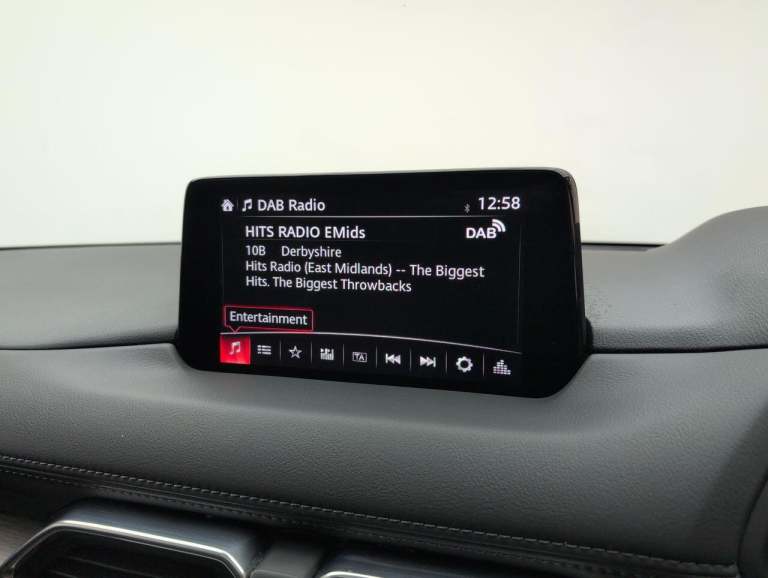 DAB Radio 12:58
HITS RADIO EMids DAB
10B Derbyshire
Hits Radio (East Midlands) -- The Biggest
Hits. The Biggest Throwbacks
Entertainment
TA